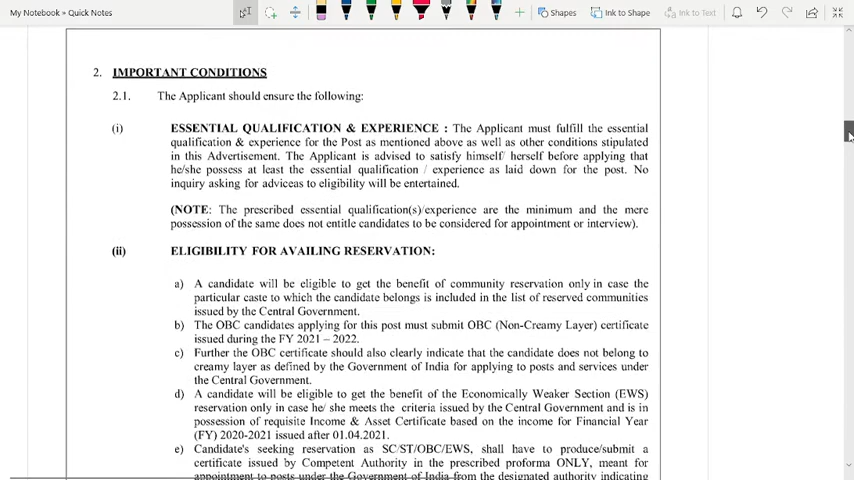 My Notebook » Quick Notes
Shapes
Ink to Shape
Ink to Text
2. IMPORTANT CONDITIONS
2.1. The Applicant should ensure the following:
(i) ESSENTIAL QUALIFICATION & EXPERIENCE : The Applicant must fulfill the essential
qualification & experience for the Post as mentioned above as well as other conditions stipulated
in this Advertisement. The Applicant is advised to satisfy himself/ herself before applying that
he/she possess at least the essential qualification / experience as laid down for the post. No
inquiry asking for adviceas to eligibility will be entertained.
(NOTE: The prescribed essential qualification(s)/experience are the minimum and the mere
possession of the same does not entitle candidates to be considered for appointment or interview).
(ii) ELIGIBILITY FOR AVAILING RESERVATION:
a) A candidate will be eligible to get the benefit of community reservation only in case the
particular caste to which the candidate belongs is included in the list of reserved communities
issued by the Central Government.
b) The OBC candidates applying for this post must submit OBC (Non-Creamy Layer) certificate
issued during the FY 2021 – 2022.
c) Further the OBC certificate should also clearly indicate that the candidate does not belong to
creamy layer as defined by the Government of India for applying to posts and services under
the Central Government.
d) A candidate will be eligible to get the benefit of the Economically Weaker Section (EWS)
reservation only in case he/ she meets the criteria issued by the Central Government and is in
possession of requisite Income & Asset Certificate based on the income for Financial Year
(FY) 2020-2021 issued after 01.04.2021.
e) Candidate's seeking reservation as SC/ST/OBC/EWS, shall have to produce/submit a
certificate issued by Competent Authority in the prescribed proforma ONLY, meant for
appointment to posts under the Government of India from the designated authority indicating